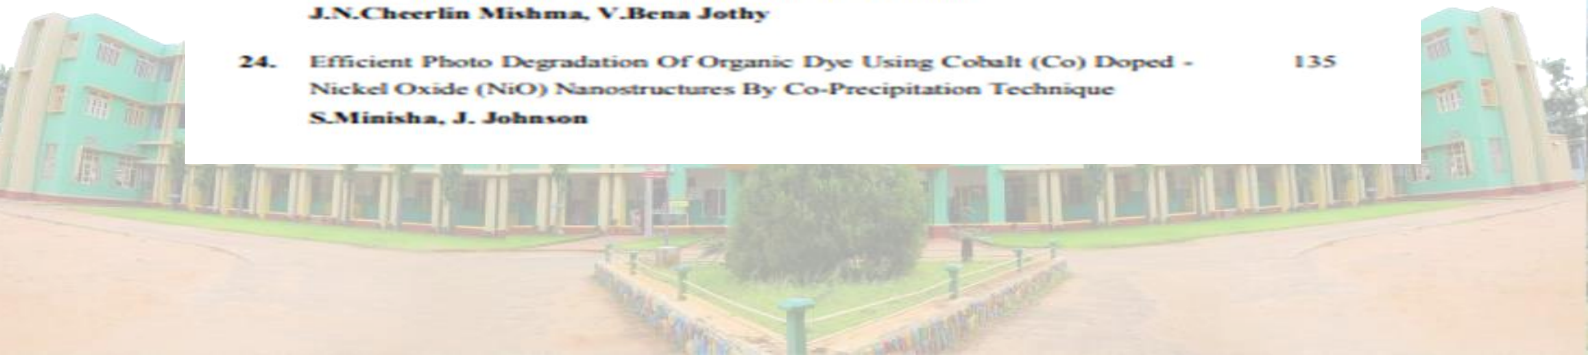 J.N.Cheerlin Mishma, V.Bena Jothy
24. Efficient Photo Degradation Of Organic Dye Using Cobalt (Co) Doped - 135
Nickel Oxide (NiO) Nanostructures By Co-Precipitation Technique
S.Minisha, J. Johnson